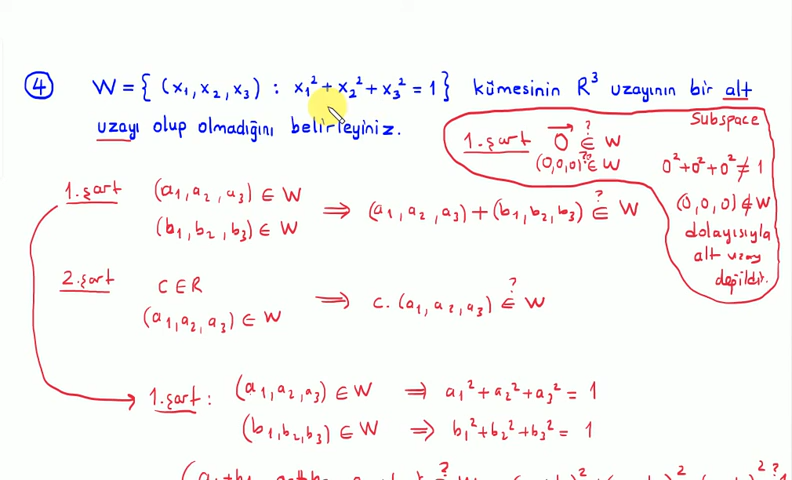 4 W = { (x₁, x₂, x₃) : x₁² + x₂² + x₃² = 1 } kümesinin R³ uzayının bir alt
uzayı olup olmadığını belirleyiniz.
Subspace
1. şart 0⃗ ∈? W
(0,0,0) ∈? W
0² + 0² + 0² ≠ 1
(0,0,0) ∉ W
dolayısıyla
alt uzay
değildir.
1. şart (a₁, a₂, a₃) ∈ W
(b₁, b₂, b₃) ∈ W ⇒ (a₁, a₂, a₃) + (b₁, b₂, b₃) ∈? W
2. şart C ∈ R
(a₁, a₂, a₃) ∈ W ⇒ c. (a₁, a₂, a₃) ∈? W
1. şart : (a₁, a₂, a₃) ∈ W ⇒ a₁² + a₂² + a₃² = 1
(b₁, b₂, b₃) ∈ W ⇒ b₁² + b₂² + b₃² = 1